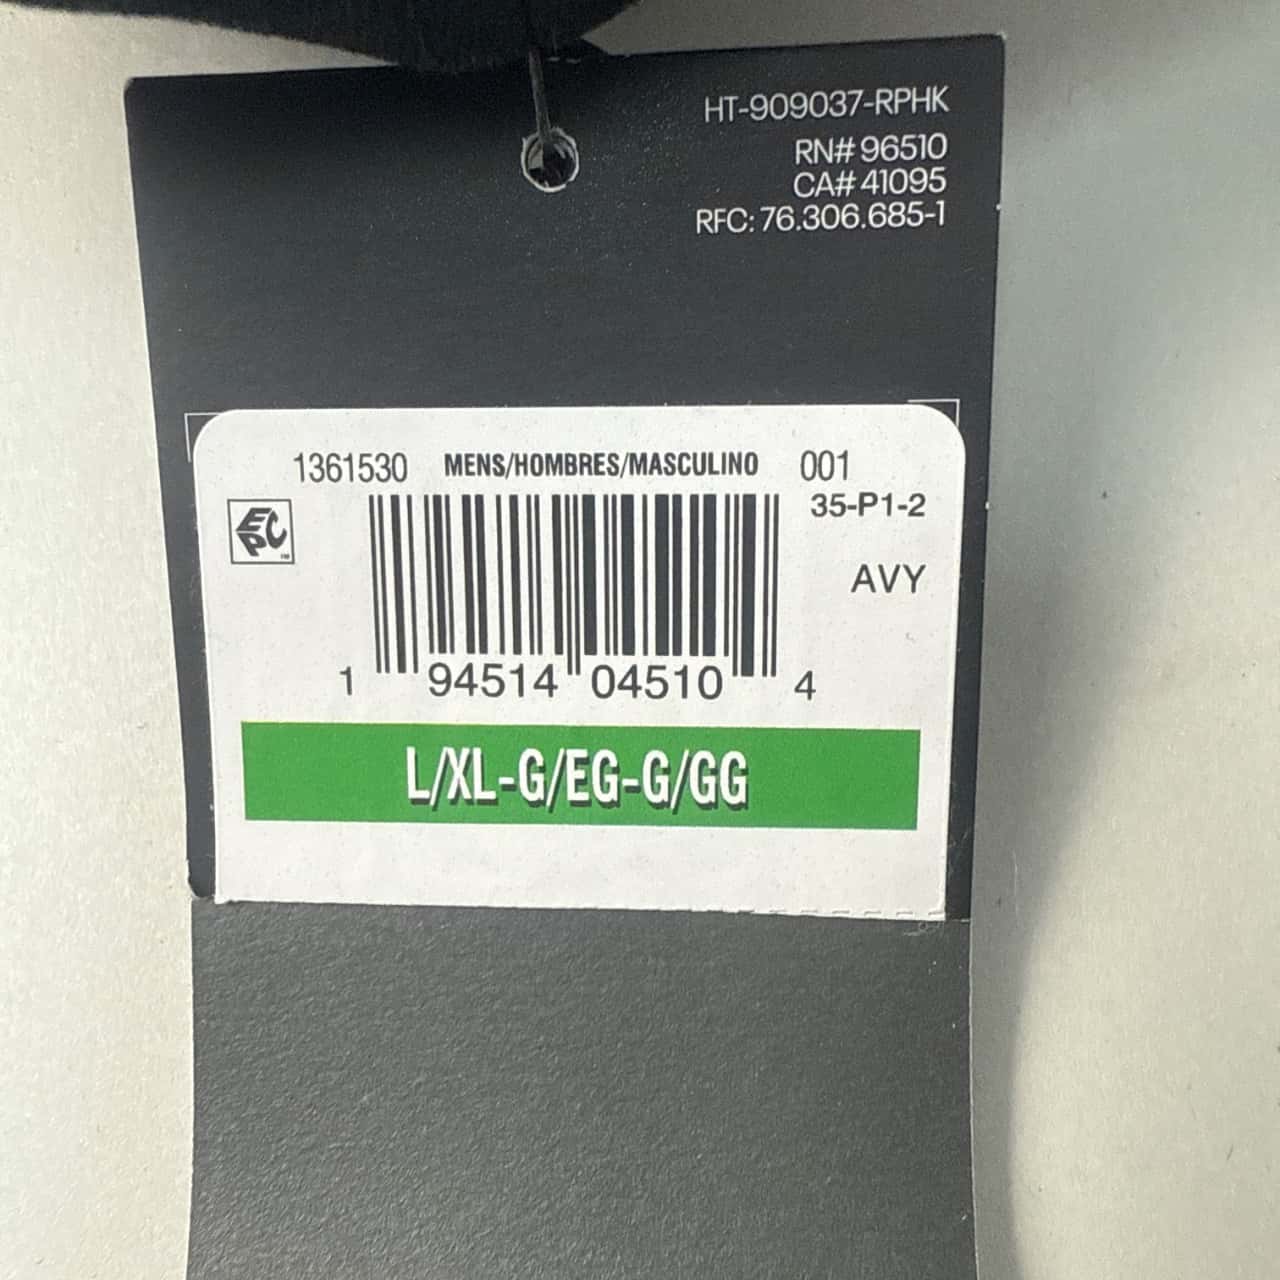 HT-909037-RPHK
RN# 96510
CA# 41095
RFC: 76.306.685-1
1361530 MENS/HOMBRES/MASCULINO 001
35-P1-2
EPC
AVY
1 94514 04510 4
L/XL-G/EG-G/GG